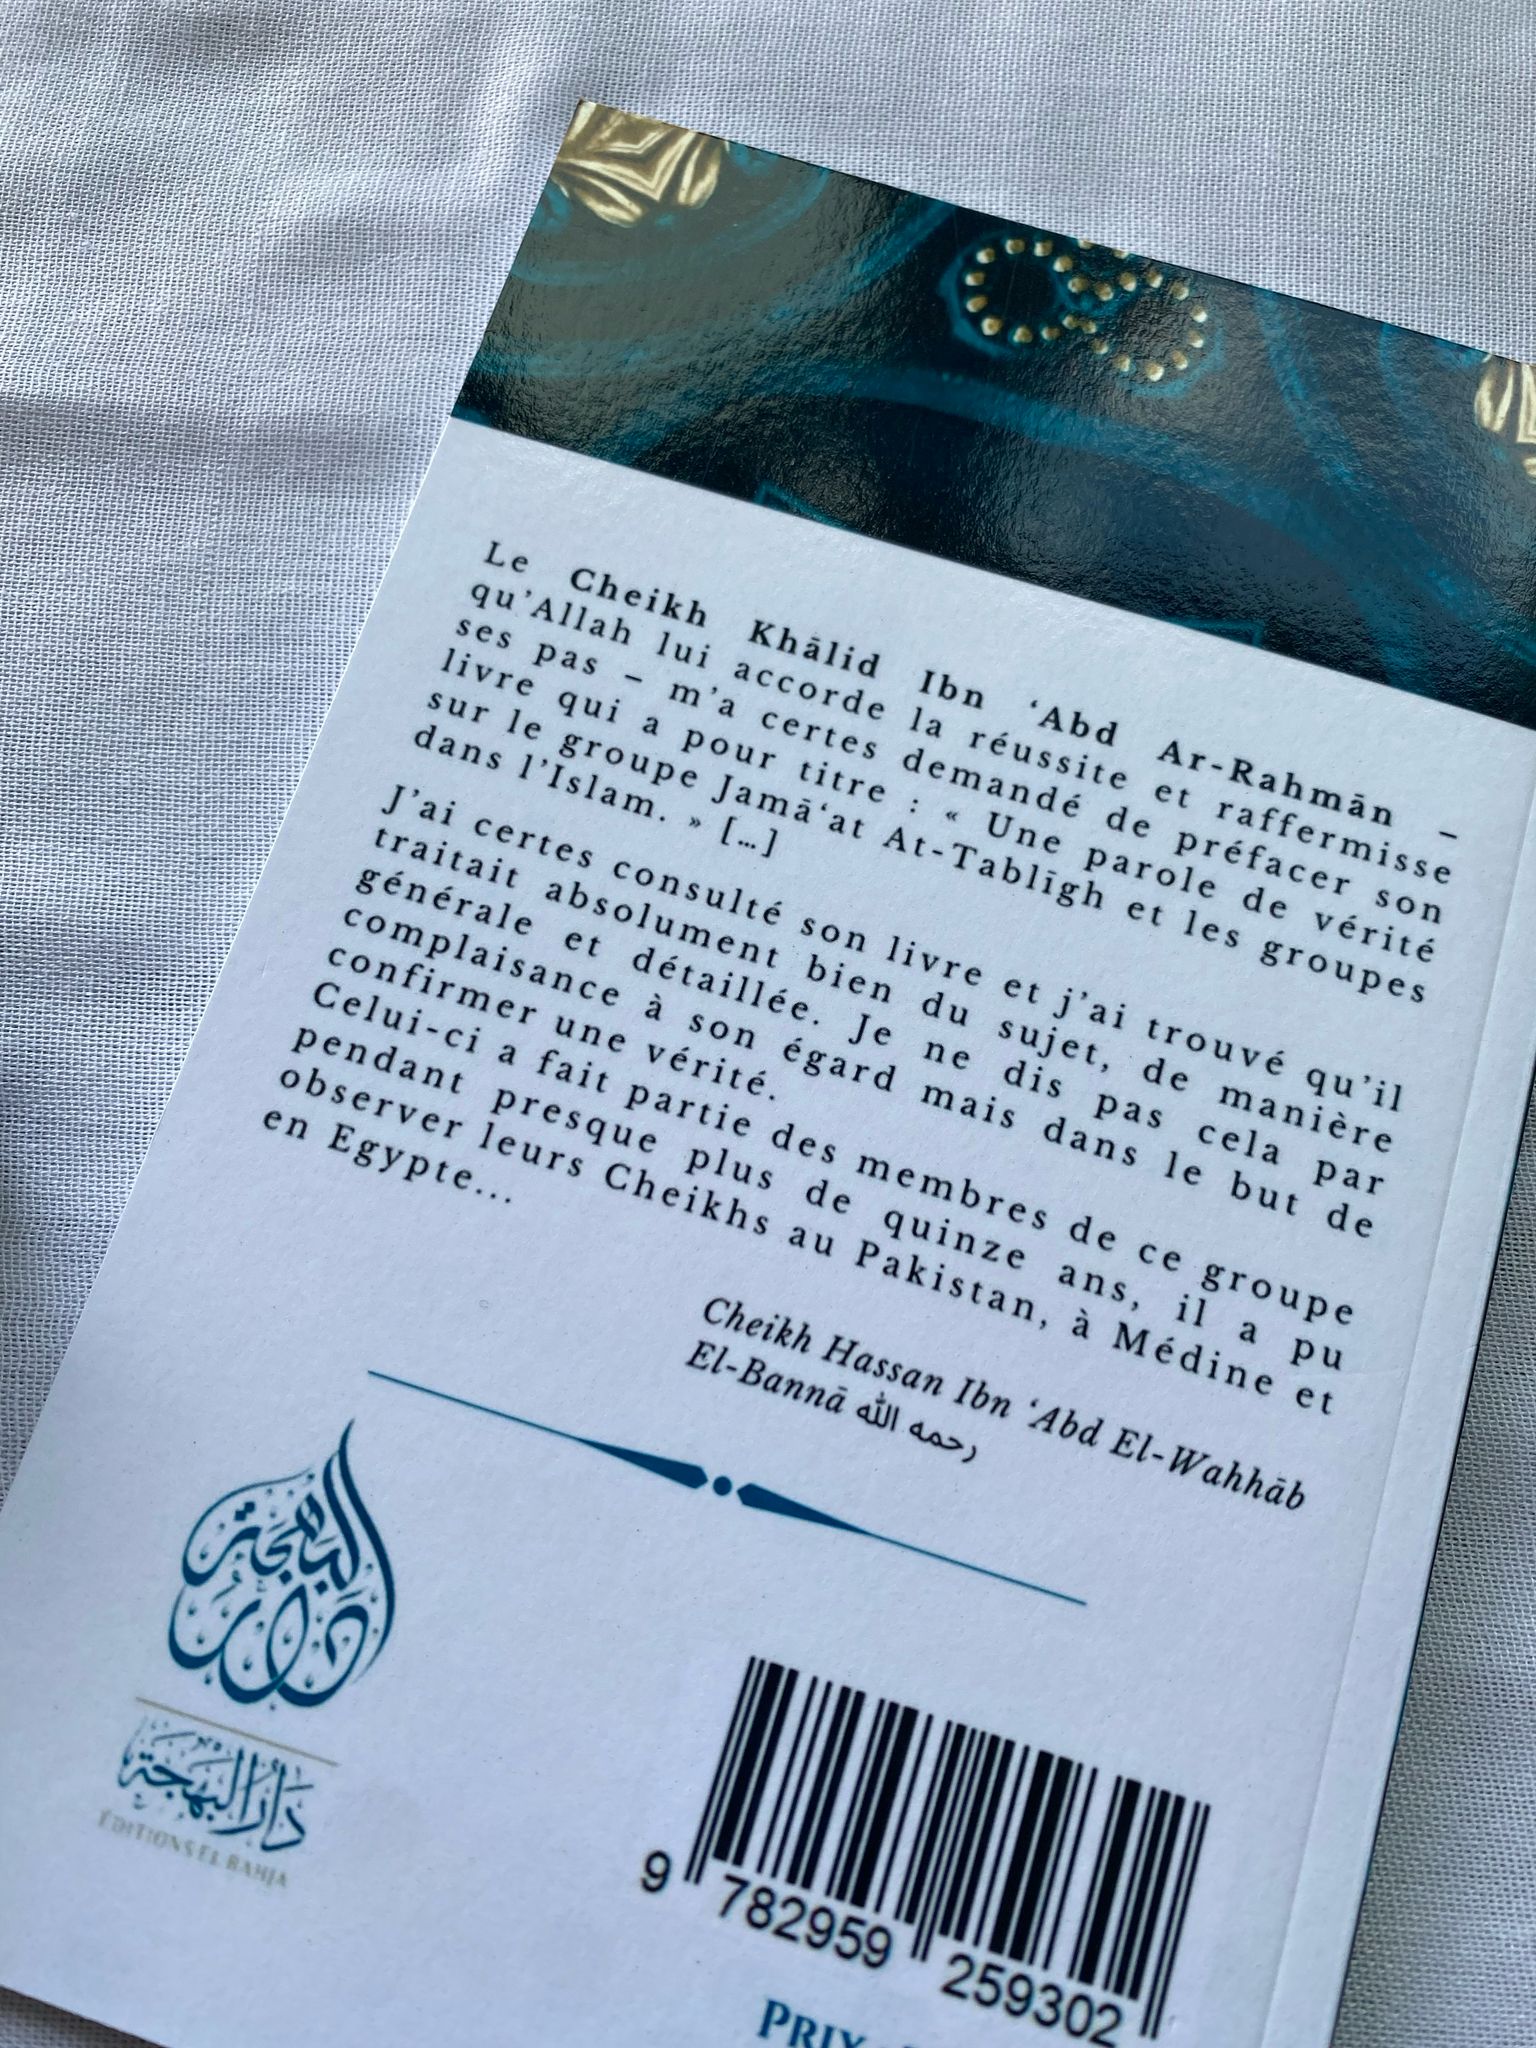 Le Cheikh Khālid Ibn ‘Abd Ar-Rahmān –
qu’Allah lui accorde la réussite et raffermisse
ses pas – m’a certes demandé de préfacer son
livre qui a pour titre : « Une parole de vérité
sur le groupe Jamā‘at At-Tablīgh et les groupes
dans l’Islam. » [...]
J’ai certes consulté son livre et j’ai trouvé qu’il
traitait absolument bien du sujet, de manière
générale et détaillée. Je ne dis pas cela par
complaisance à son égard mais dans le but de
confirmer une vérité.
Celui-ci a fait partie des membres de ce groupe
pendant presque plus de quinze ans, il a pu
observer leurs Cheikhs au Pakistan, à Médine et
en Egypte...
Cheikh Hassan Ibn ‘Abd El-Wahhāb
El-Bannā رحمه الله
دار البهجة
دار البهجة
EDITIONS EL BAHJA
9 782959 259302
PRIX